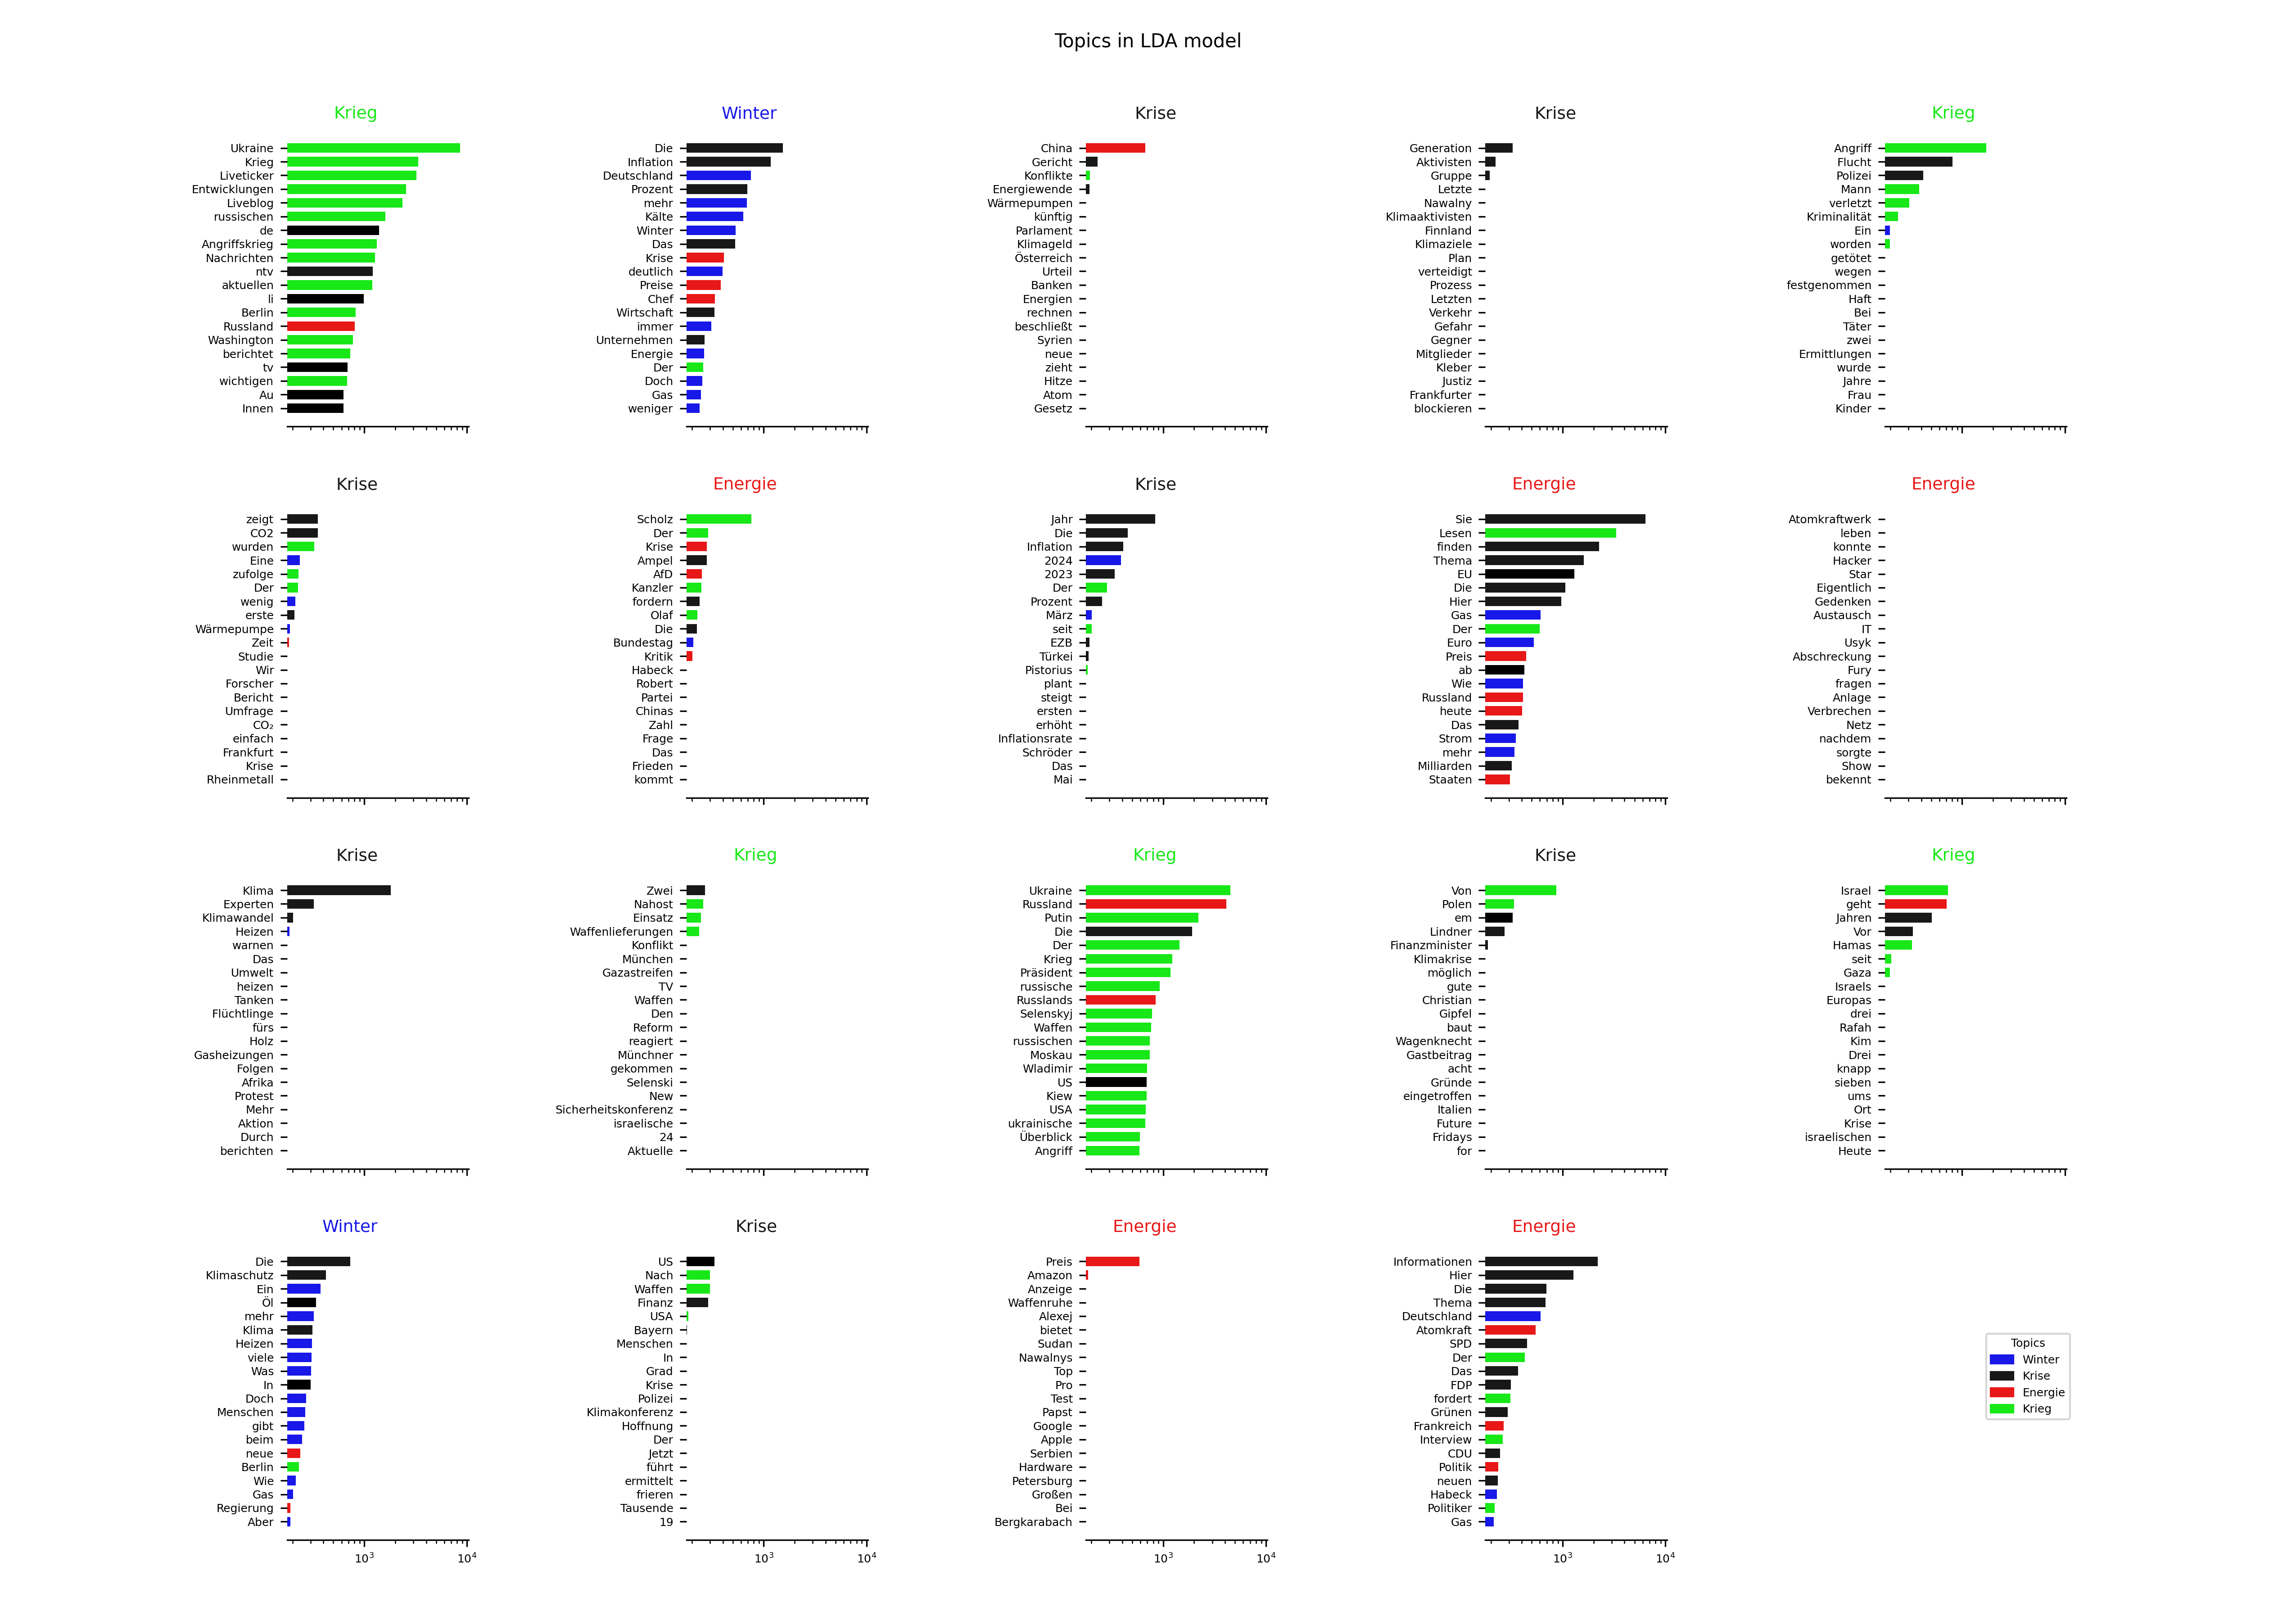 Topics in LDA model
Krieg
Ukraine
Krieg
Liveticker
Entwicklungen
Liveblog
russischen
de
Angriffskrieg
Nachrichten
ntv
aktuellen
li
Berlin
Russland
Washington
berichtet
tv
wichtigen
Au
Innen
Winter
Die
Inflation
Deutschland
Prozent
mehr
Kälte
Winter
Das
Krise
deutlich
Preise
Chef
Wirtschaft
immer
Unternehmen
Energie
Der
Doch
Gas
weniger
Krise
China
Gericht
Konflikte
Energiewende
Wärmepumpen
künftig
Parlament
Klimageld
Österreich
Urteil
Banken
Energien
rechnen
beschließt
Syrien
neue
zieht
Hitze
Atom
Gesetz
Krise
Generation
Aktivisten
Gruppe
Letzte
Nawalny
Klimaaktivisten
Finnland
Klimaziele
Plan
verteidigt
Prozess
Letzten
Verkehr
Gefahr
Gegner
Mitglieder
Kleber
Justiz
Frankfurter
blockieren
Krieg
Angriff
Flucht
Polizei
Mann
verletzt
Kriminalität
Ein
worden
getötet
wegen
festgenommen
Haft
Bei
Täter
zwei
Ermittlungen
wurde
Jahre
Frau
Kinder
Krise
zeigt
CO2
wurden
Eine
zufolge
Der
wenig
erste
Wärmepumpe
Zeit
Studie
Wir
Forscher
Bericht
Umfrage
CO₂
einfach
Frankfurt
Krise
Rheinmetall
Energie
Scholz
Der
Krise
Ampel
AfD
Kanzler
fordern
Olaf
Die
Bundestag
Kritik
Habeck
Robert
Partei
Chinas
Zahl
Frage
Das
Frieden
kommt
Krise
Jahr
Die
Inflation
2024
2023
Der
Prozent
März
seit
EZB
Türkei
Pistorius
plant
steigt
ersten
erhöht
Inflationsrate
Schröder
Das
Mai
Energie
Sie
Lesen
finden
Thema
EU
Die
Hier
Gas
Der
Euro
Preis
ab
Wie
Russland
heute
Das
Strom
mehr
Milliarden
Staaten
Energie
Atomkraftwerk
leben
konnte
Hacker
Star
Eigentlich
Gedenken
Austausch
IT
Usyk
Abschreckung
Fury
fragen
Anlage
Verbrechen
Netz
nachdem
sorgte
Show
bekennt
Krise
Klima
Experten
Klimawandel
Heizen
warnen
Das
Umwelt
heizen
Tanken
Flüchtlinge
fürs
Holz
Gasheizungen
Folgen
Afrika
Protest
Mehr
Aktion
Durch
berichten
Krieg
Zwei
Nahost
Einsatz
Waffenlieferungen
Konflikt
München
Gazastreifen
TV
Waffen
Den
Reform
reagiert
Münchner
gekommen
Selenski
New
Sicherheitskonferenz
israelische
24
Aktuelle
Krieg
Ukraine
Russland
Putin
Die
Der
Krieg
Präsident
russische
Russlands
Selenskyj
Waffen
russischen
Moskau
Wladimir
US
Kiew
USA
ukrainische
Überblick
Angriff
Krise
Von
Polen
em
Lindner
Finanzminister
Klimakrise
möglich
gute
Christian
Gipfel
baut
Wagenknecht
Gastbeitrag
acht
Gründe
eingetroffen
Italien
Future
Fridays
for
Krieg
Israel
geht
Jahren
Vor
Hamas
seit
Gaza
Israels
Europas
drei
Rafah
Kim
Drei
knapp
sieben
ums
Ort
Krise
israelischen
Heute
Winter
Die
Klimaschutz
Ein
Öl
mehr
Klima
Heizen
viele
Was
In
Doch
Menschen
gibt
beim
neue
Berlin
Wie
Gas
Regierung
Aber
10³ 10⁴
Krise
US
Nach
Waffen
Finanz
USA
Bayern
Menschen
In
Grad
Krise
Polizei
Klimakonferenz
Hoffnung
Der
Jetzt
führt
ermittelt
frieren
Tausende
19
10³ 10⁴
Energie
Preis
Amazon
Anzeige
Waffenruhe
Alexej
bietet
Sudan
Nawalnys
Top
Pro
Test
Papst
Google
Apple
Serbien
Hardware
Petersburg
Großen
Bei
Bergkarabach
10³ 10⁴
Energie
Informationen
Hier
Die
Thema
Deutschland
Atomkraft
SPD
Der
Das
FDP
fordert
Grünen
Frankreich
Interview
CDU
Politik
neuen
Habeck
Politiker
Gas
10³ 10⁴
Topics
Winter
Krise
Energie
Krieg